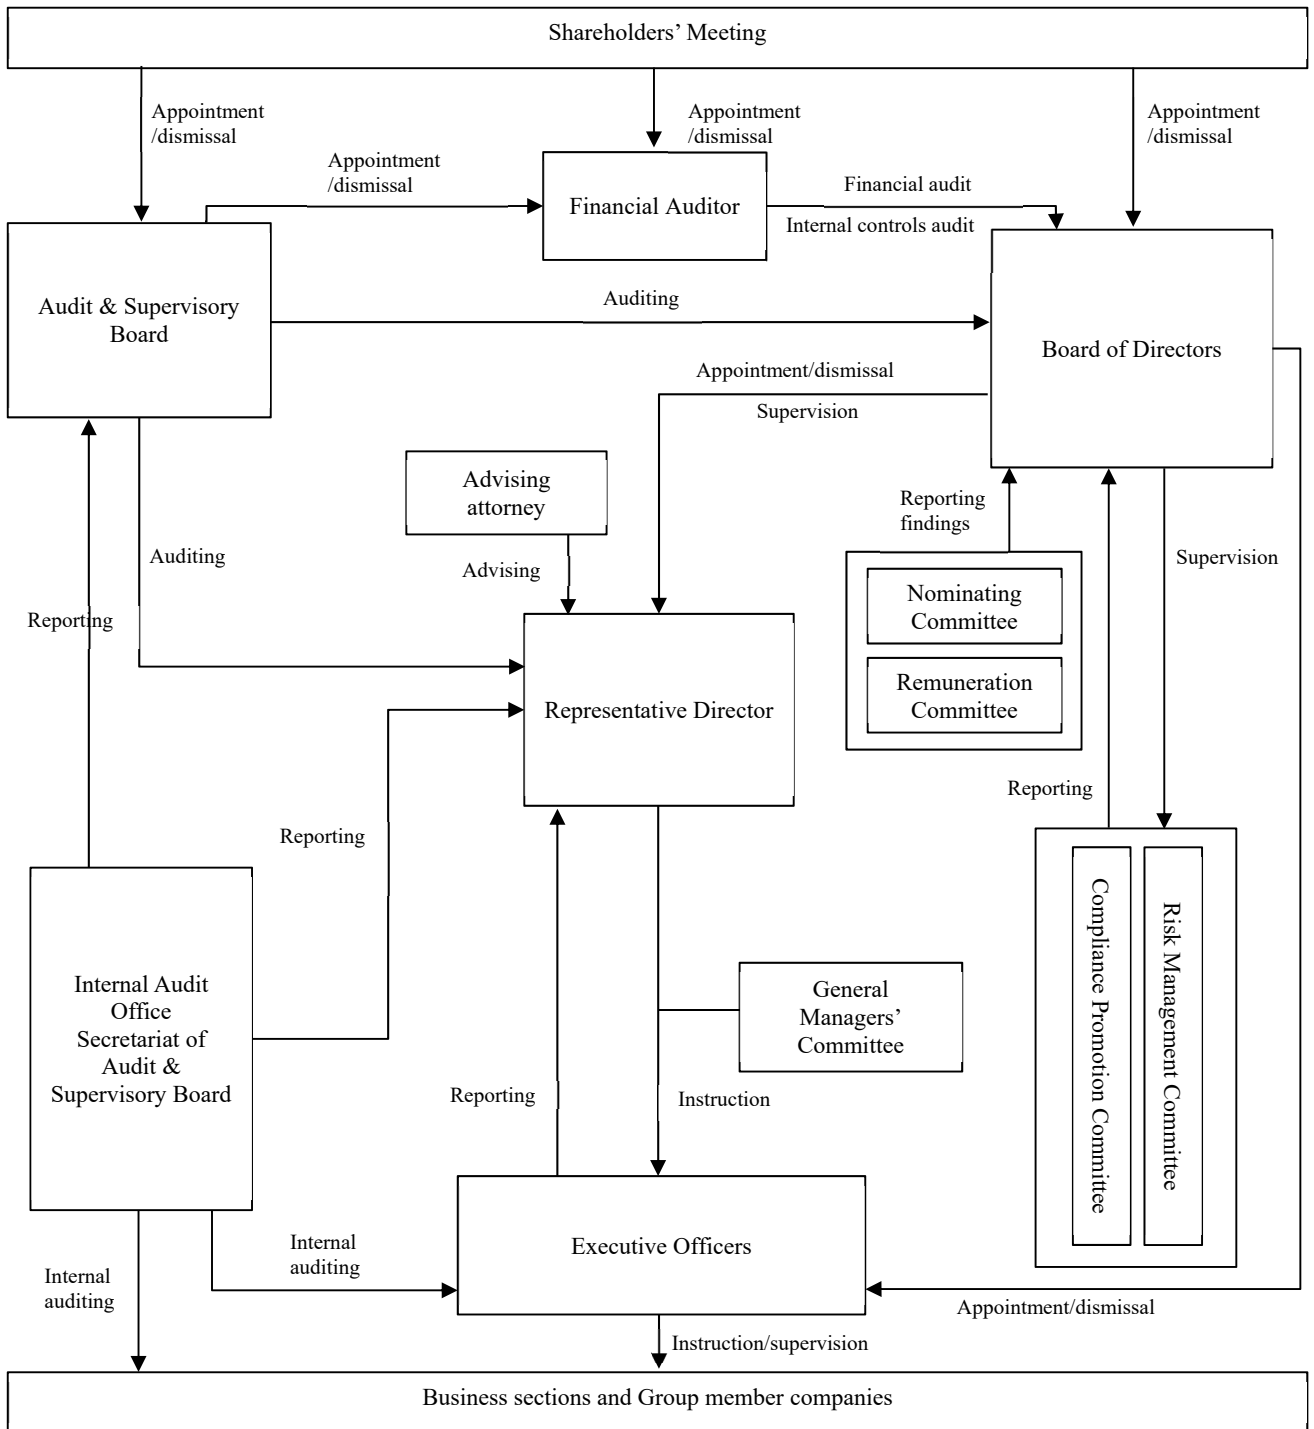 Shareholders’ Meeting
Appointment
/dismissal
Appointment
/dismissal
Appointment
/dismissal
Appointment
/dismissal
Financial Auditor
Financial audit
Internal controls audit
Audit & Supervisory
Board
Auditing
Board of Directors
Appointment/dismissal
Supervision
Advising
attorney
Advising
Reporting
findings
Auditing
Supervision
Reporting
Nominating
Committee
Remuneration
Committee
Representative Director
Reporting
Reporting
Compliance Promotion Committee
Risk Management Committee
Internal Audit
Office
Secretariat of
Audit &
Supervisory Board
General
Managers’
Committee
Reporting
Instruction
Internal
auditing
Internal
auditing
Executive Officers
Appointment/dismissal
Instruction/supervision
Business sections and Group member companies